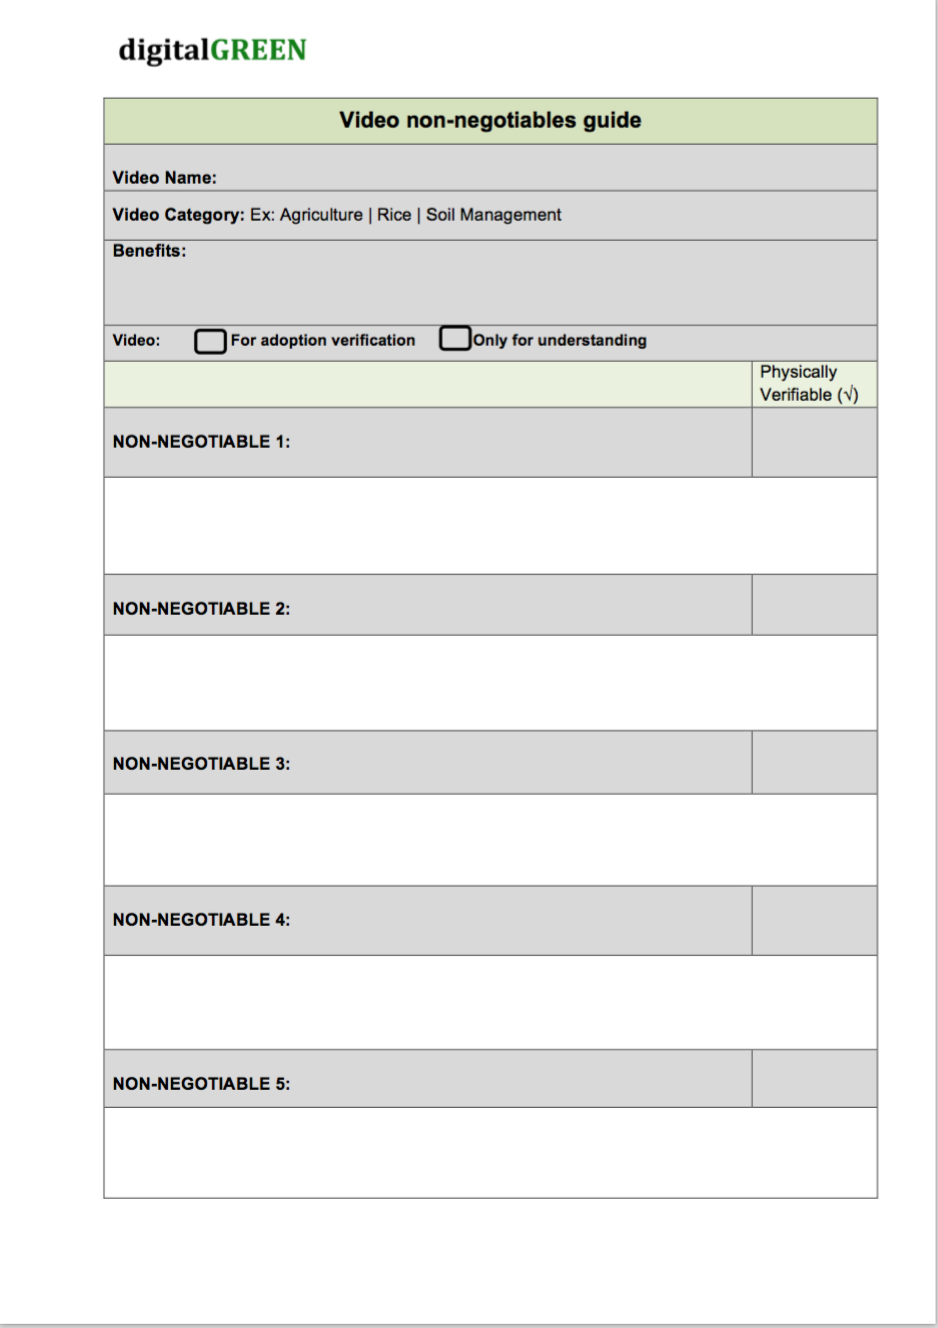 digitalGREEN
Video non-negotiables guide
Video Name:
Video Category: Ex: Agriculture | Rice | Soil Management
Benefits:
Video: For adoption verification Only for understanding
Physically
Verifiable (√)
NON-NEGOTIABLE 1:
NON-NEGOTIABLE 2:
NON-NEGOTIABLE 3:
NON-NEGOTIABLE 4:
NON-NEGOTIABLE 5: